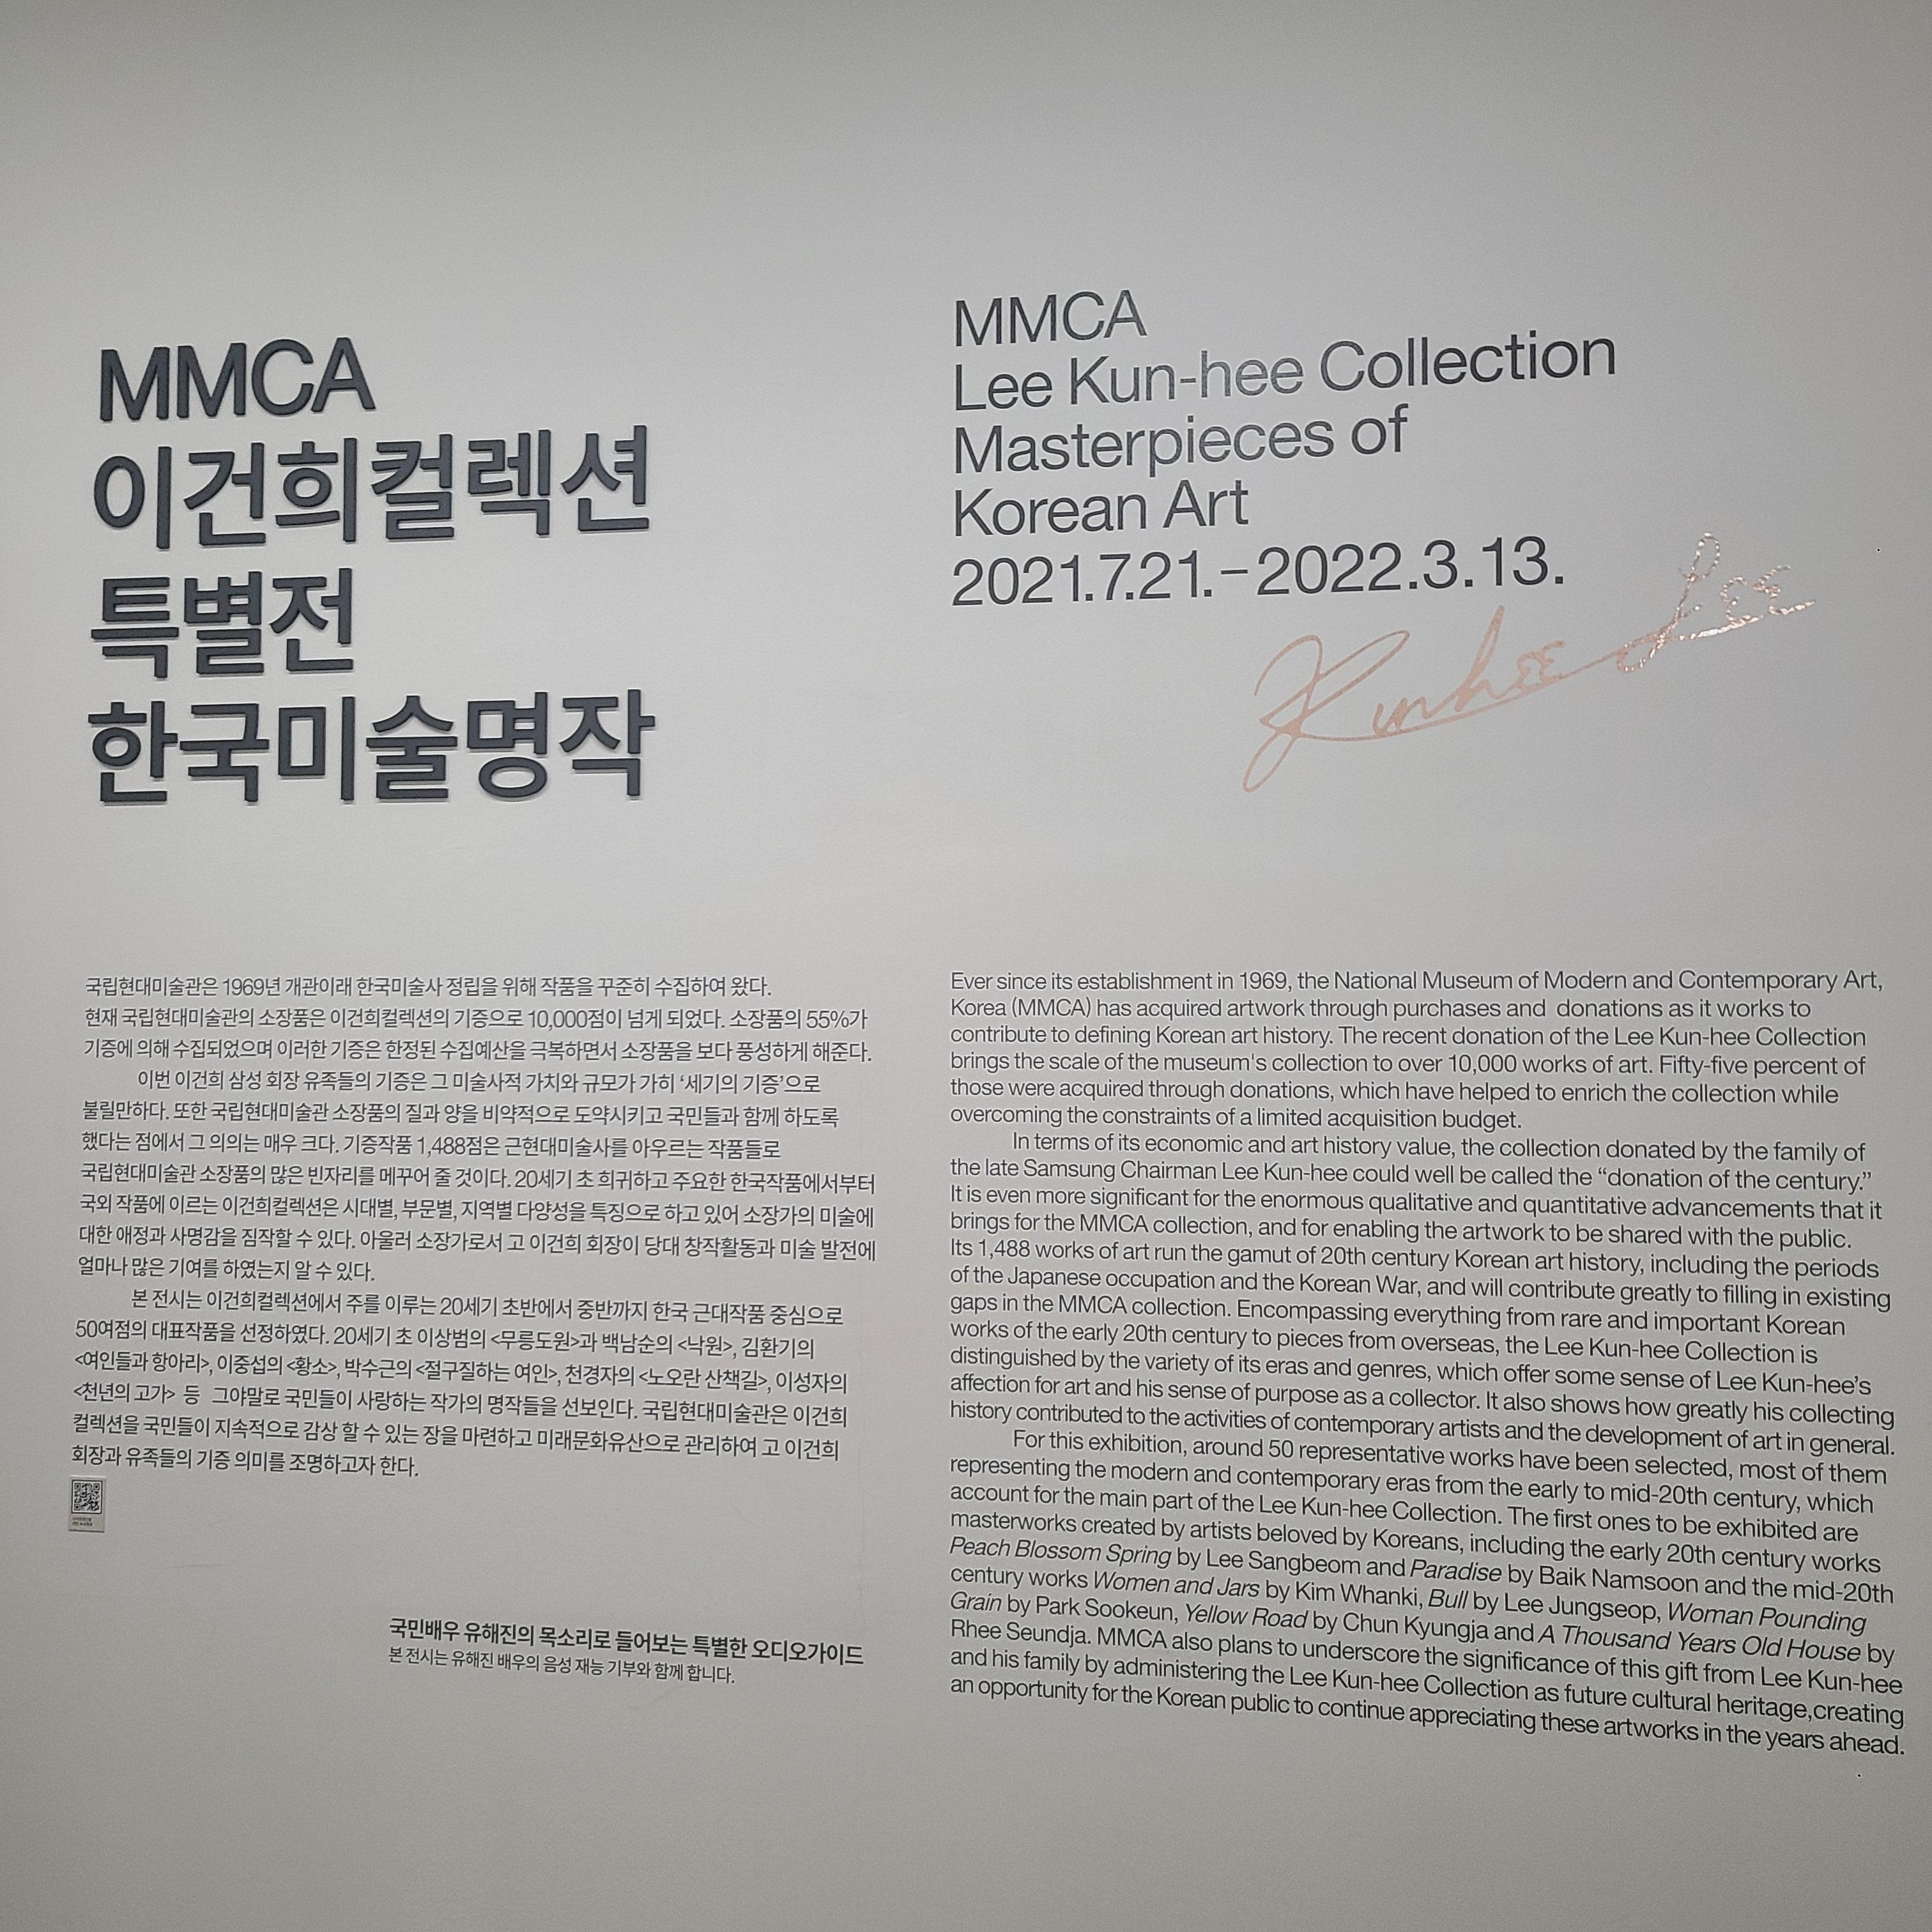 MMCA
이건희컬렉션
특별전
한국미술명작
MMCA
Lee Kun-hee Collection
Masterpieces of
Korean Art
2021.7.21.–2022.3.13.
Kunhee Lee
국립현대미술관은 1969년 개관이래 한국미술사 정립을 위해 작품을 꾸준히 수집하여 왔다.
현재 국립현대미술관의 소장품은 이건희컬렉션의 기증으로 10,000점이 넘게 되었다. 소장품의 55%가
기증에 의해 수집되었으며 이러한 기증은 한정된 수집예산을 극복하면서 소장품을 보다 풍성하게 해준다.
이번 이건희 삼성 회장 유족들의 기증은 그 미술사적 가치와 규모가 가히 ‘세기의 기증’으로
불릴만하다. 또한 국립현대미술관 소장품의 질과 양을 비약적으로 도약시키고 국민들과 함께 하도록
했다는 점에서 그 의의는 매우 크다. 기증작품 1,488점은 근현대미술사를 아우르는 작품들로
국립현대미술관 소장품의 많은 빈자리를 메꾸어 줄 것이다. 20세기 초 희귀하고 주요한 한국작품에서부터
국외 작품에 이르는 이건희컬렉션은 시대별, 부문별, 지역별 다양성을 특징으로 하고 있어 소장가의 미술에
대한 애정과 사명감을 짐작할 수 있다. 아울러 소장가로서 고 이건희 회장이 당대 창작활동과 미술 발전에
얼마나 많은 기여를 하였는지 알 수 있다.
본 전시는 이건희컬렉션에서 주를 이루는 20세기 초반에서 중반까지 한국 근대작품 중심으로
50여점의 대표작품을 선정하였다. 20세기 초 이상범의 <무릉도원>과 백남순의 <낙원>, 김환기의
<여인들과 항아리>, 이중섭의 <황소>, 박수근의 <절구질하는 여인>, 천경자의 <노오란 산책길>, 이성자의
<천년의 고가> 등 그야말로 국민들이 사랑하는 작가의 명작들을 선보인다. 국립현대미술관은 이건희
컬렉션을 국민들이 지속적으로 감상 할 수 있는 장을 마련하고 미래문화유산으로 관리하여 고 이건희
회장과 유족들의 기증 의미를 조명하고자 한다.
국민배우 유해진의 목소리로 들어보는 특별한 오디오가이드
본 전시는 유해진 배우의 음성 재능 기부와 함께 합니다.
Ever since its establishment in 1969, the National Museum of Modern and Contemporary Art,
Korea (MMCA) has acquired artwork through purchases and donations as it works to
contribute to defining Korean art history. The recent donation of the Lee Kun-hee Collection
brings the scale of the museum's collection to over 10,000 works of art. Fifty-five percent of
those were acquired through donations, which have helped to enrich the collection while
overcoming the constraints of a limited acquisition budget.
In terms of its economic and art history value, the collection donated by the family of
the late Samsung Chairman Lee Kun-hee could well be called the “donation of the century.”
It is even more significant for the enormous qualitative and quantitative advancements that it
brings for the MMCA collection, and for enabling the artwork to be shared with the public.
Its 1,488 works of art run the gamut of 20th century Korean art history, including the periods
of the Japanese occupation and the Korean War, and will contribute greatly to filling in existing
gaps in the MMCA collection. Encompassing everything from rare and important Korean
works of the early 20th century to pieces from overseas, the Lee Kun-hee Collection is
distinguished by the variety of its eras and genres, which offer some sense of Lee Kun-hee’s
affection for art and his sense of purpose as a collector. It also shows how greatly his collecting
history contributed to the activities of contemporary artists and the development of art in general.
For this exhibition, around 50 representative works have been selected, most of them
representing the modern and contemporary eras from the early to mid-20th century, which
account for the main part of the Lee Kun-hee Collection. The first ones to be exhibited are
masterworks created by artists beloved by Koreans, including the early 20th century works
Peach Blossom Spring by Lee Sangbeom and Paradise by Baik Namsoon and the mid-20th
century works Women and Jars by Kim Whanki, Bull by Lee Jungseop, Woman Pounding
Grain by Park Sookeun, Yellow Road by Chun Kyungja and A Thousand Years Old House by
Rhee Seundja. MMCA also plans to underscore the significance of this gift from Lee Kun-hee
and his family by administering the Lee Kun-hee Collection as future cultural heritage,creating
an opportunity for the Korean public to continue appreciating these artworks in the years ahead.